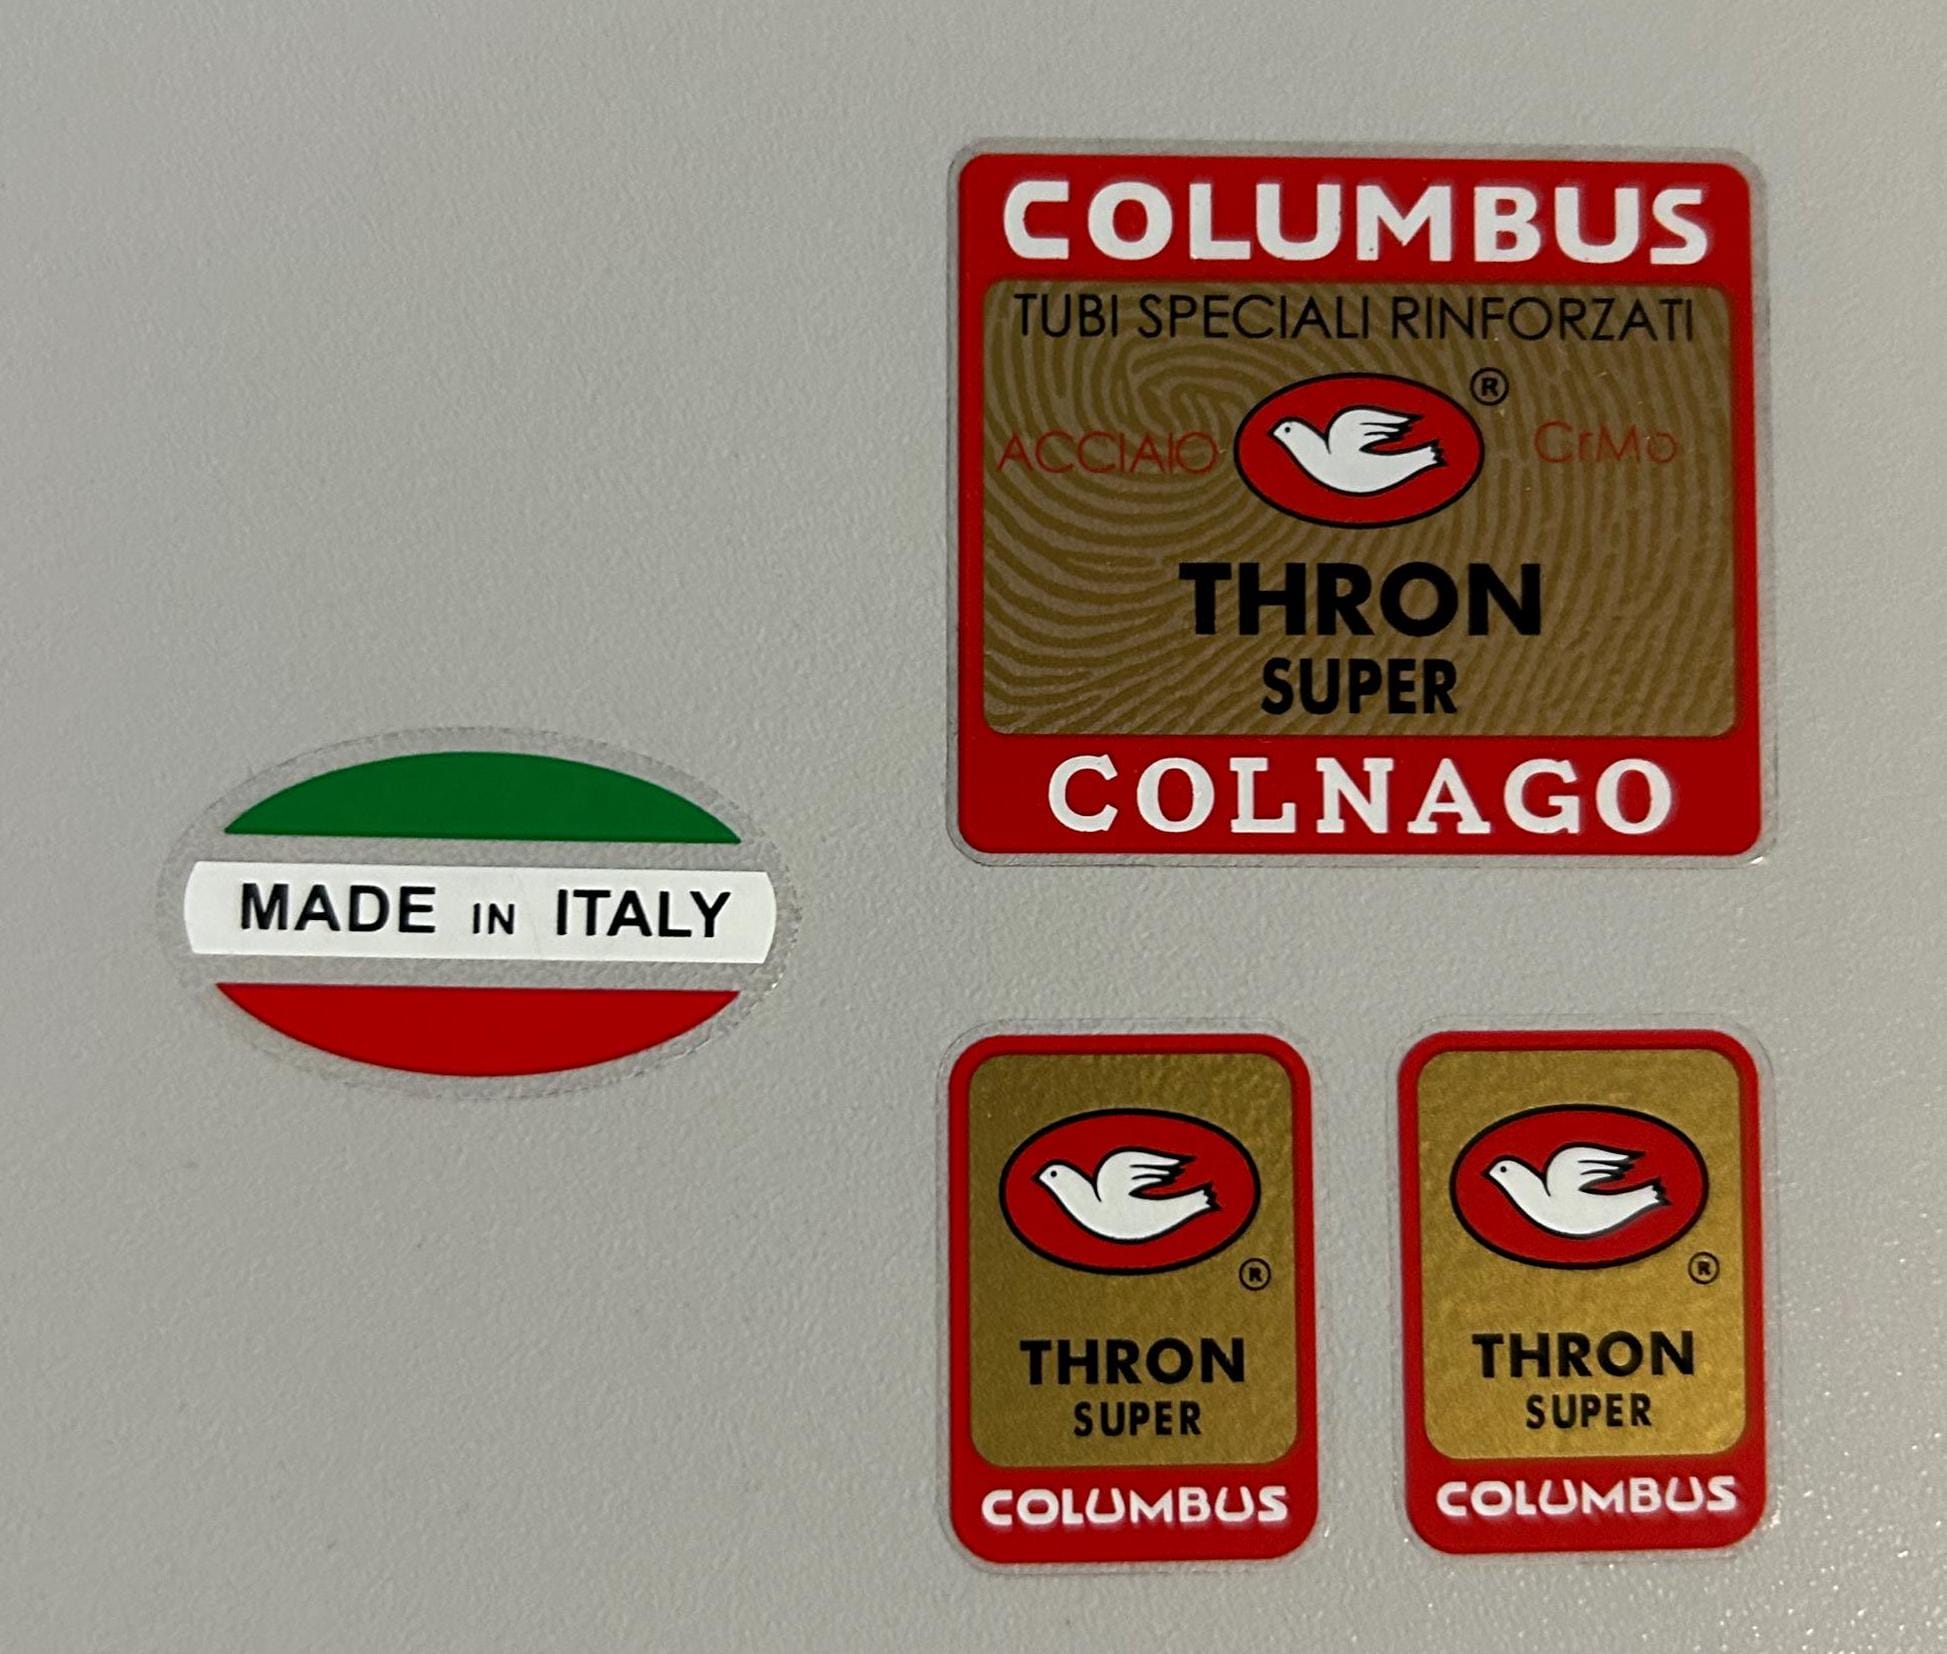 COLUMBUS
TUBI SPECIALI RINFORZATI
®
ACCIAIO CrMo
THRON
SUPER
COLNAGO
MADE IN ITALY
®
THRON
SUPER
COLUMBUS
®
THRON
SUPER
COLUMBUS